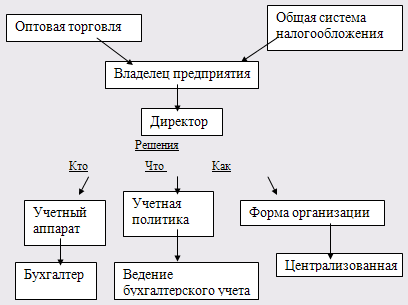 Оптовая торговля
Общая система
налогообложения
Владелец предприятия
Директор
Решения
Кто Что Как
Учетный
аппарат
Учетная
политика
Форма организации
Бухгалтер
Ведение
бухгалтерского учета
Централизованная